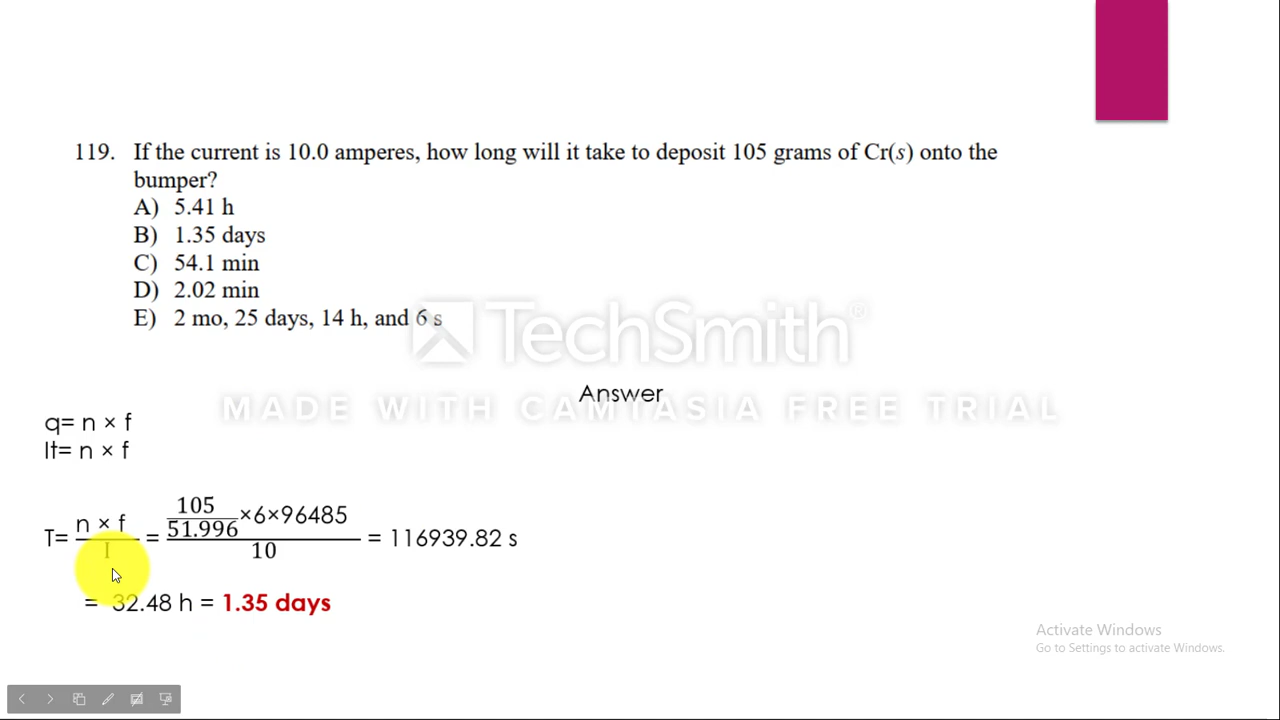 119. If the current is 10.0 amperes, how long will it take to deposit 105 grams of Cr(s) onto the
bumper?
A) 5.41 h
B) 1.35 days
C) 54.1 min
D) 2.02 min
E) 2 mo, 25 days, 14 h, and 6 s
TechSmith®
Answer
MADE WITH CAMTASIA FREE TRIAL
q= n × f
It= n × f
T= n × f / I = 105/51.996 ×6×96485 / 10 = 116939.82 s
= 32.48 h = 1.35 days
Activate Windows
Go to Settings to activate Windows.